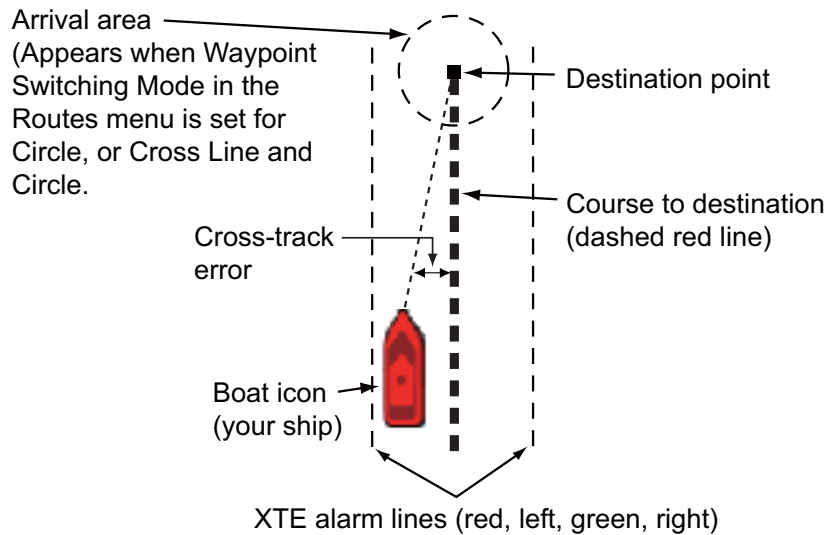 Arrival area
(Appears when Waypoint
Switching Mode in the
Routes menu is set for
Circle, or Cross Line and
Circle.
Destination point
Course to destination
(dashed red line)
Cross-track
error
Boat icon
(your ship)
XTE alarm lines (red, left, green, right)